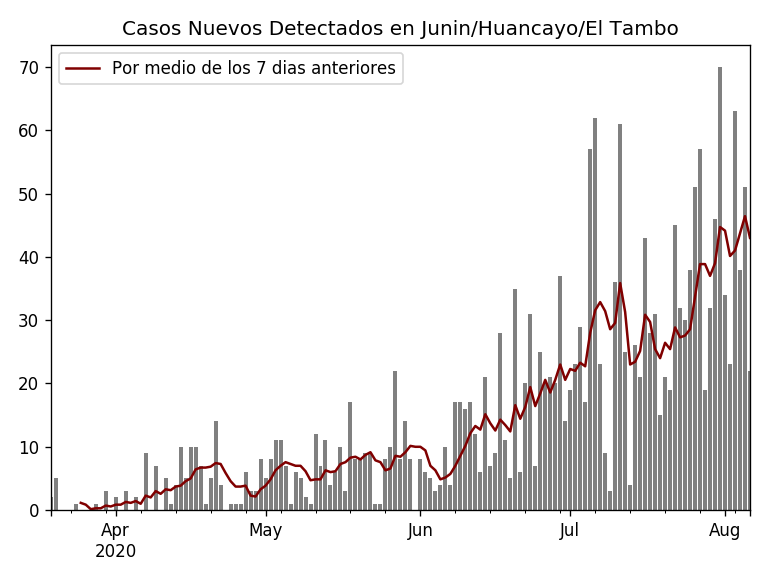 Casos Nuevos Detectados en Junin/Huancayo/El Tambo
Por medio de los 7 dias anteriores
70
60
50
40
30
20
10
0
Apr
2020
May
Jun
Jul
Aug